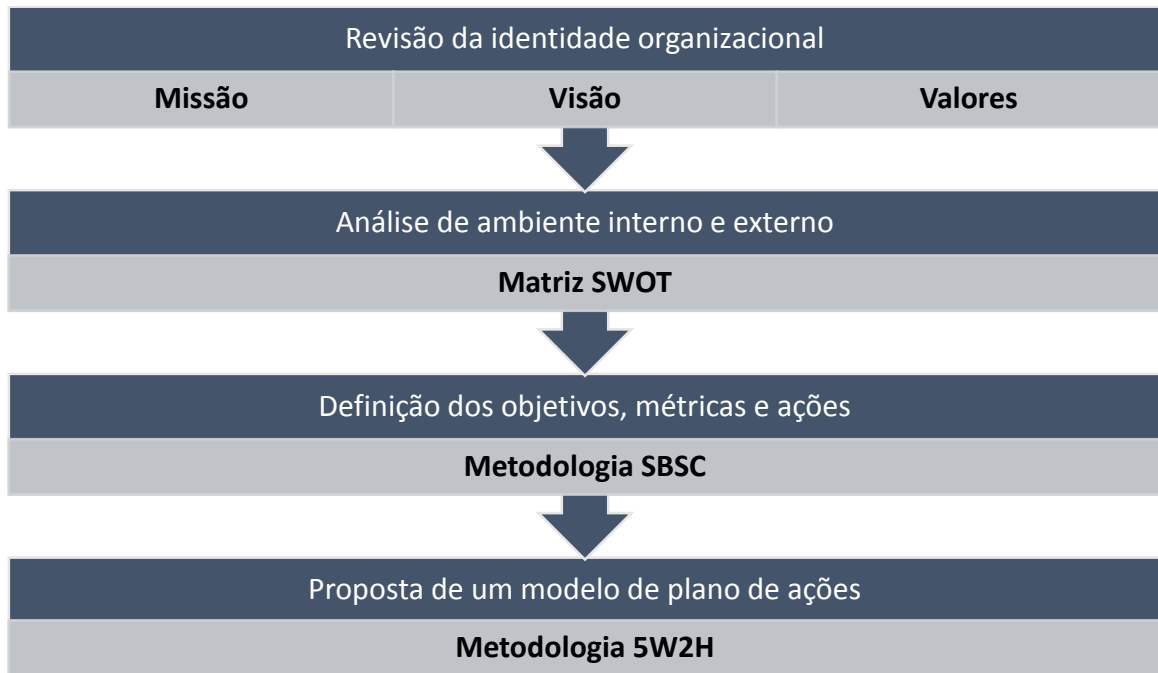 Revisão da identidade organizacional
Missão Visão Valores
Análise de ambiente interno e externo
Matriz SWOT
Definição dos objetivos, métricas e ações
Metodologia SBSC
Proposta de um modelo de plano de ações
Metodologia 5W2H